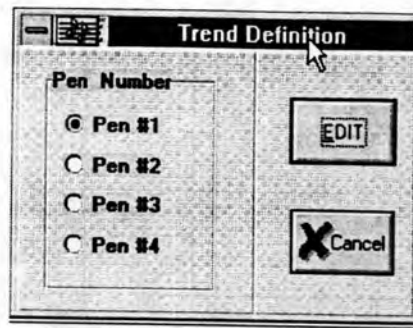 Trend Definition
Pen Number
Pen #1
Pen #2
Pen #3
Pen #4
EDIT
Cancel